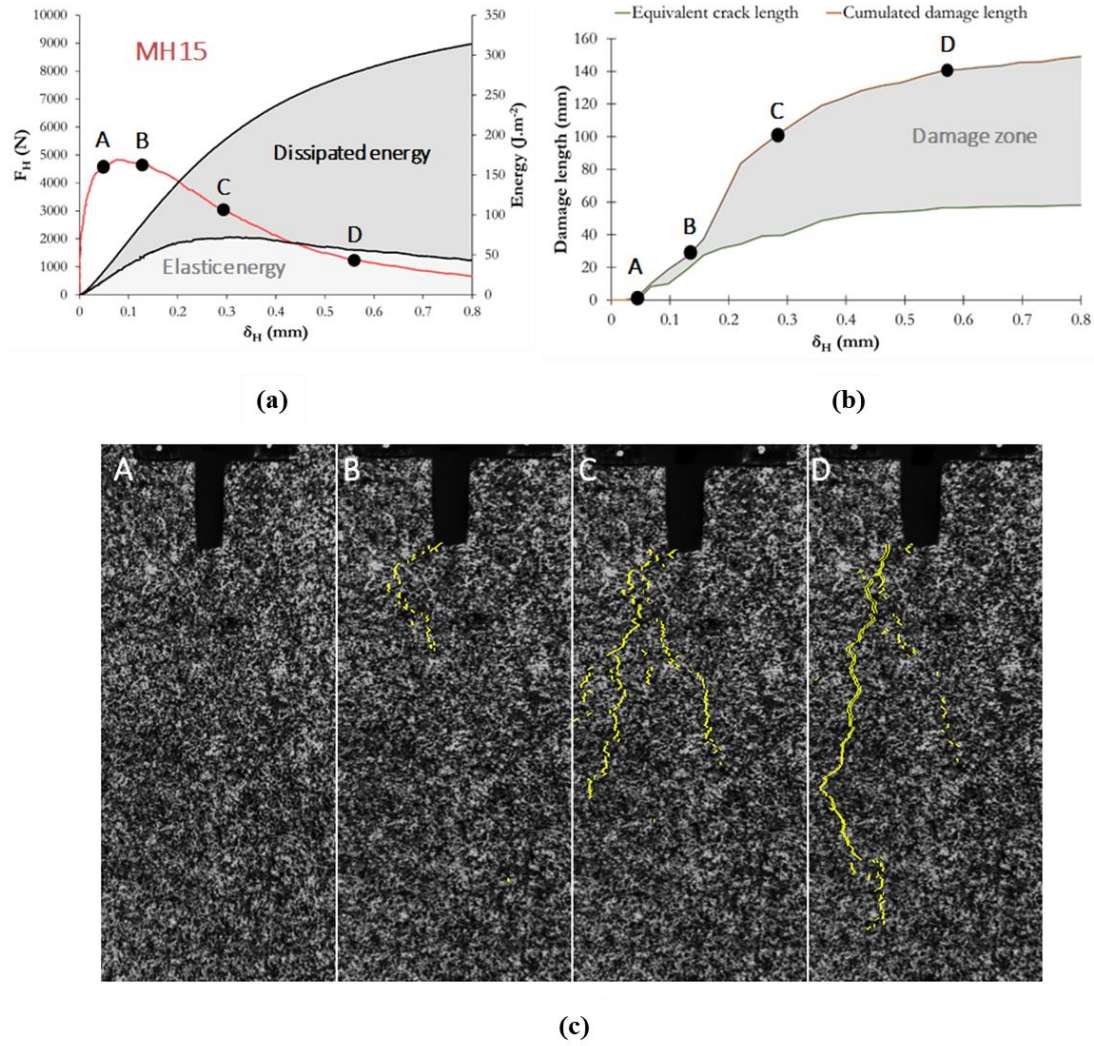 MH15
F_H (N)
10000
9000
8000
7000
6000
5000
4000
3000
2000
1000
0
A
B
C
D
Dissipated energy
Elastic energy
350
300
250
200
150
100
50
0
Energy (J.m⁻²)
0 0.1 0.2 0.3 0.4 0.5 0.6 0.7 0.8
δ_H (mm)
(a)
Equivalent crack length Cumulated damage length
Damage length (mm)
160
140
120
100
80
60
40
20
0
A
B
C
D
Damage zone
0 0.1 0.2 0.3 0.4 0.5 0.6 0.7 0.8
δ_H (mm)
(b)
A B C D
(c)